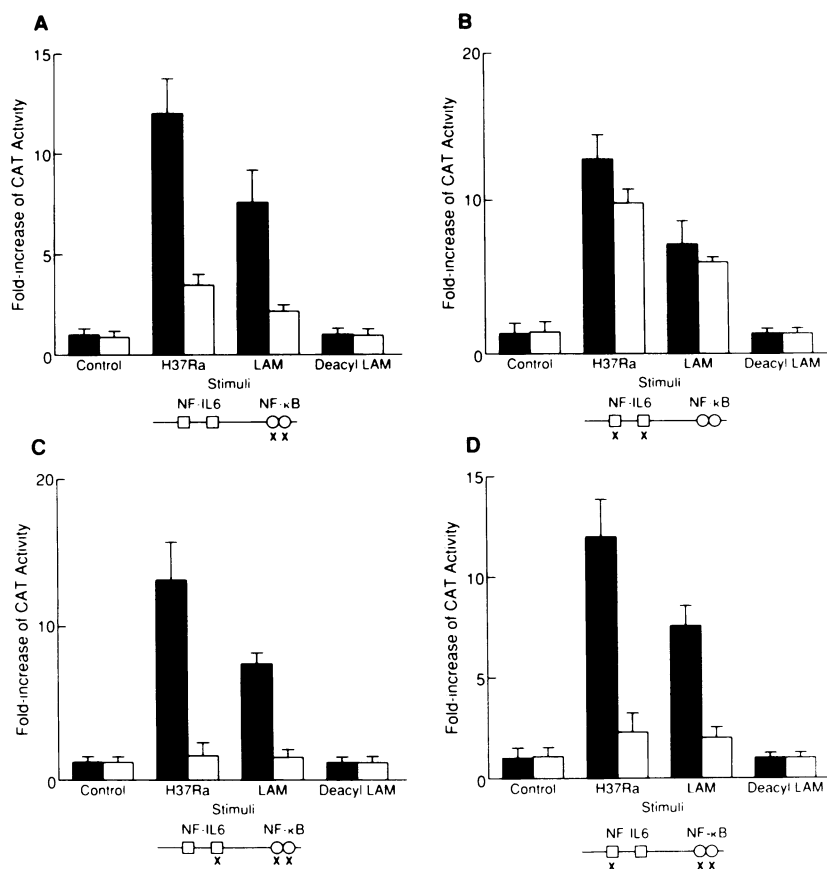 A
Fold-increase of CAT Activity
15
10
5
0
Control H37Ra LAM Deacyl LAM
Stimuli
NF-IL6 NF-κB
x x
B
Fold-increase of CAT Activity
20
10
0
Control H37Ra LAM Deacyl LAM
Stimuli
NF-IL6 NF-κB
x x
C
Fold-increase of CAT Activity
20
10
0
Control H37Ra LAM Deacyl LAM
Stimuli
NF-IL6 NF-κB
x x x
D
Fold-increase of CAT Activity
15
10
5
0
Control H37Ra LAM Deacyl LAM
Stimuli
NF IL6 NF-κB
x x x